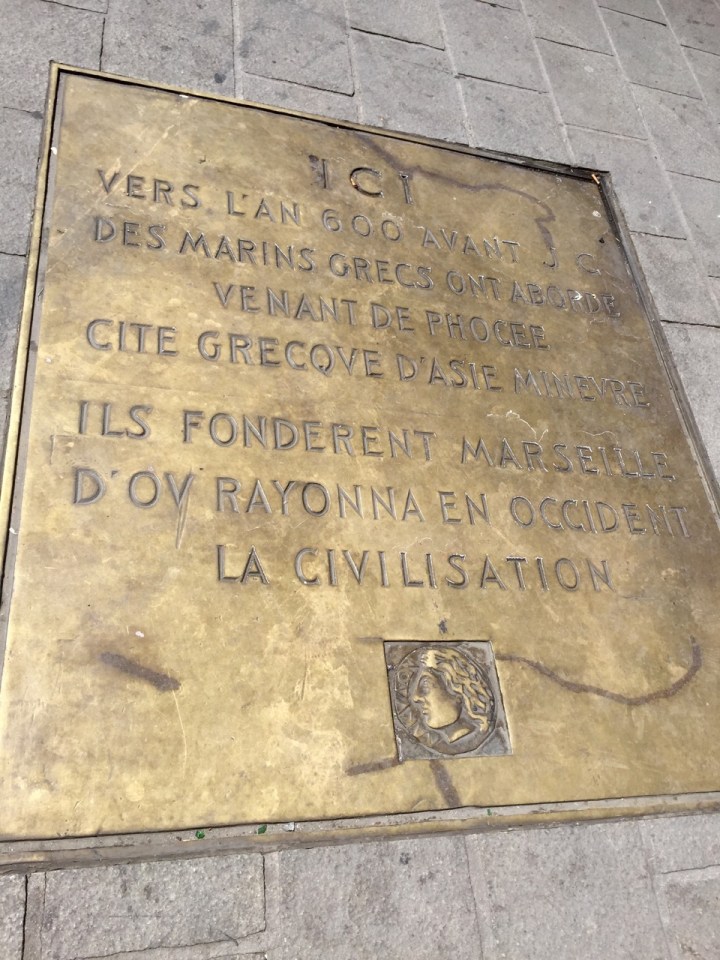 ICI
VERS L'AN 600 AVANT J C
DES MARINS GRECS ONT ABORDE
VENANT DE PHOCEE
CITE GRECQVE D'ASIE MINEVRE
ILS FONDERENT MARSEILLE
D'OV RAYONNA EN OCCIDENT
LA CIVILISATION